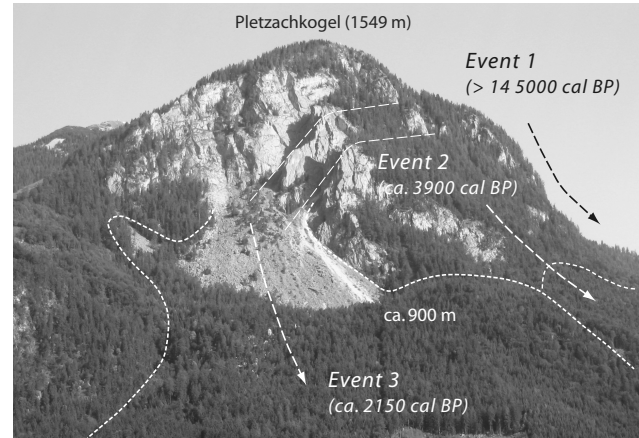 Pletzachkogel (1549 m)
Event 1
(> 14 5000 cal BP)
Event 2
(ca. 3900 cal BP)
ca. 900 m
Event 3
(ca. 2150 cal BP)